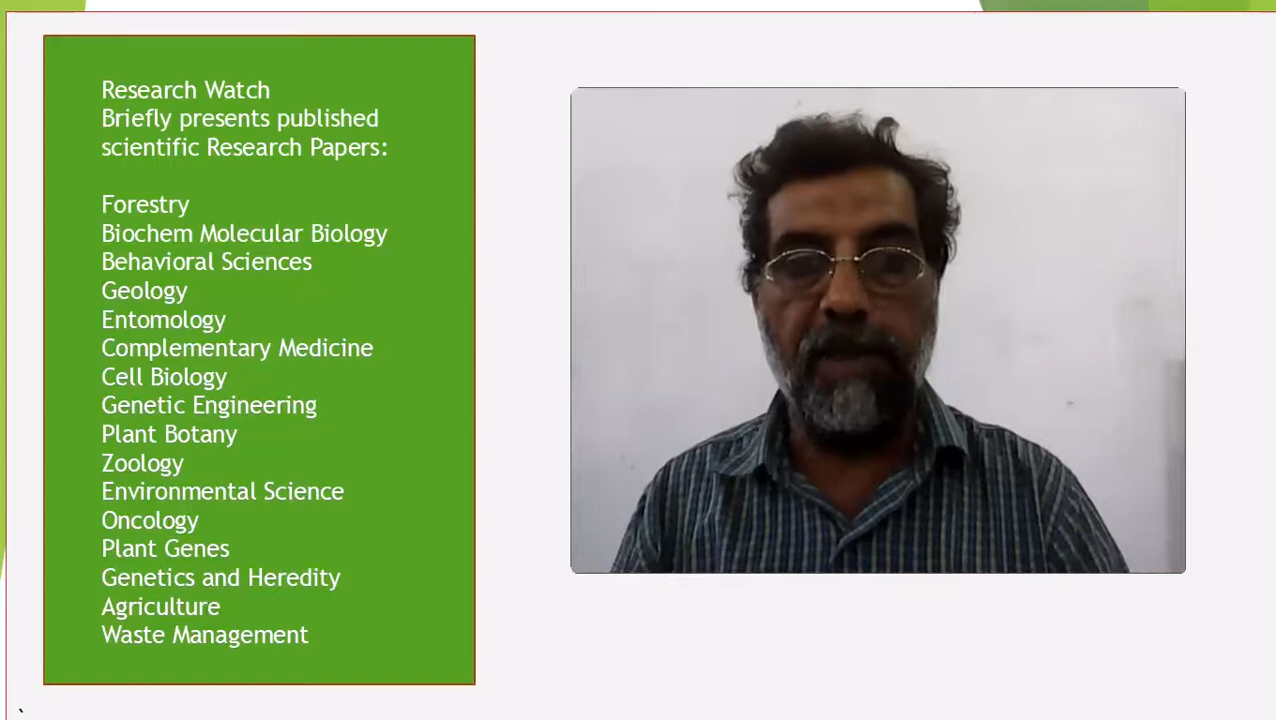 Research Watch
Briefly presents published
scientific Research Papers:
Forestry
Biochem Molecular Biology
Behavioral Sciences
Geology
Entomology
Complementary Medicine
Cell Biology
Genetic Engineering
Plant Botany
Zoology
Environmental Science
Oncology
Plant Genes
Genetics and Heredity
Agriculture
Waste Management
`